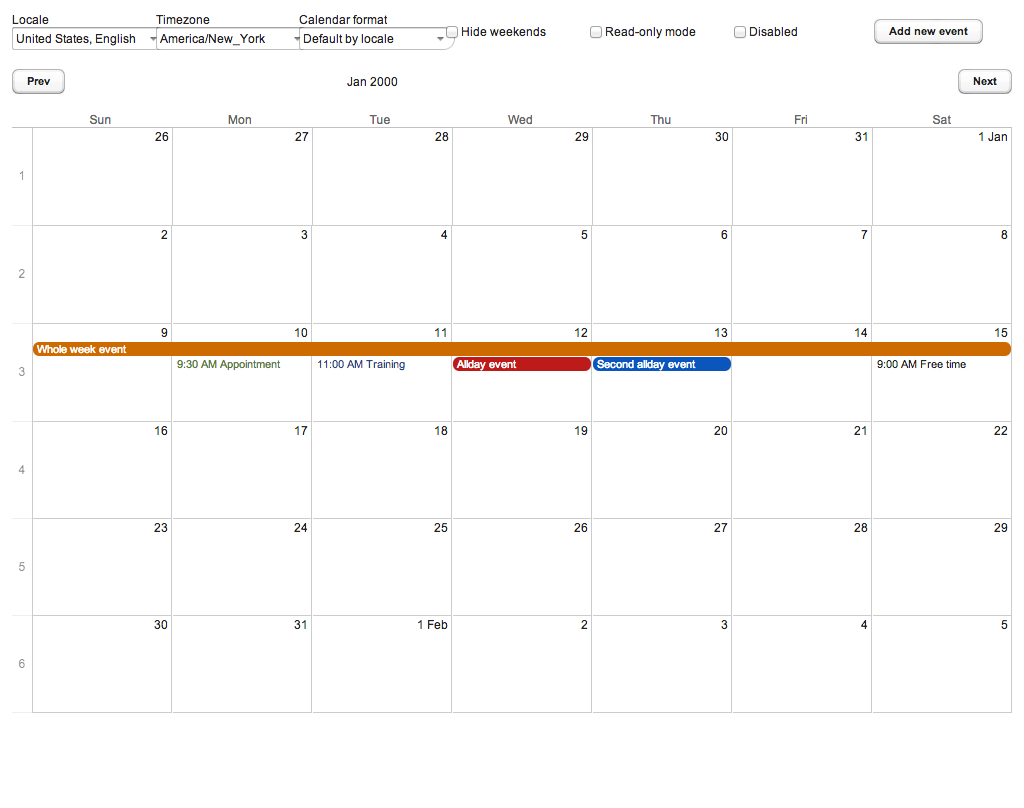 Locale Timezone Calendar format
United States, English America/New_York Default by locale Hide weekends Read-only mode Disabled Add new event
Prev Jan 2000 Next
Sun Mon Tue Wed Thu Fri Sat
26 27 28 29 30 31 1 Jan
1
2 3 4 5 6 7 8
2
9 10 11 12 13 14 15
Whole week event
9:30 AM Appointment 11:00 AM Training Allday event Second allday event 9:00 AM Free time
3
16 17 18 19 20 21 22
4
23 24 25 26 27 28 29
5
30 31 1 Feb 2 3 4 5
6